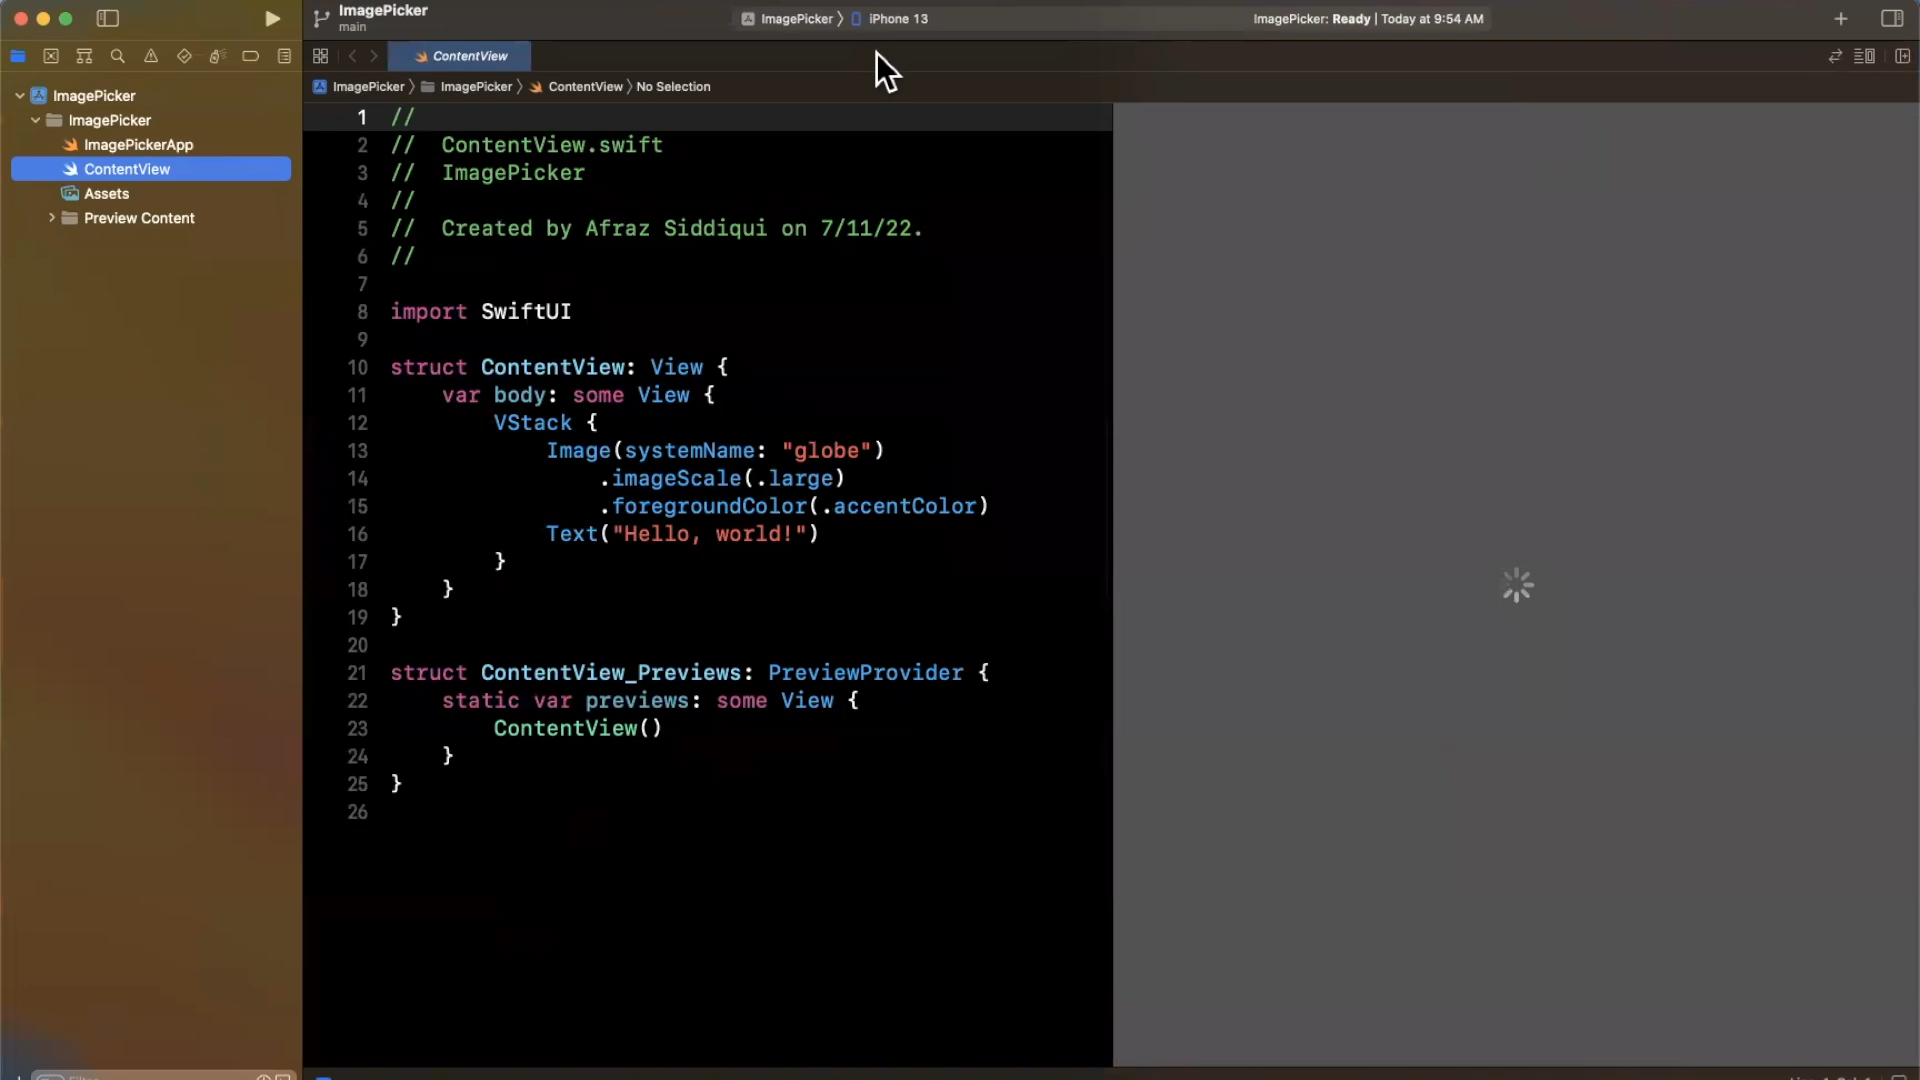 ImagePicker
main
ImagePicker 〉 iPhone 13
ImagePicker: Ready | Today at 9:54 AM
ContentView
ImagePicker 〉 ImagePicker 〉 ContentView 〉 No Selection
ImagePicker
ImagePicker
ImagePickerApp
ContentView
Assets
Preview Content
1 //
2 //  ContentView.swift
3 //  ImagePicker
4 //
5 //  Created by Afraz Siddiqui on 7/11/22.
6 //
7
8 import SwiftUI
9
10 struct ContentView: View {
11     var body: some View {
12         VStack {
13             Image(systemName: "globe")
14                 .imageScale(.large)
15                 .foregroundColor(.accentColor)
16             Text("Hello, world!")
17         }
18     }
19 }
20
21 struct ContentView_Previews: PreviewProvider {
22     static var previews: some View {
23         ContentView()
24     }
25 }
26